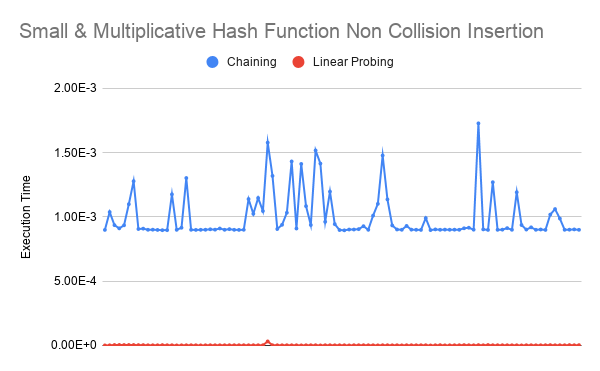 Small & Multiplicative Hash Function Non Collision Insertion
Chaining
Linear Probing
2.00E-3
1.50E-3
1.00E-3
5.00E-4
0.00E+0
Execution Time